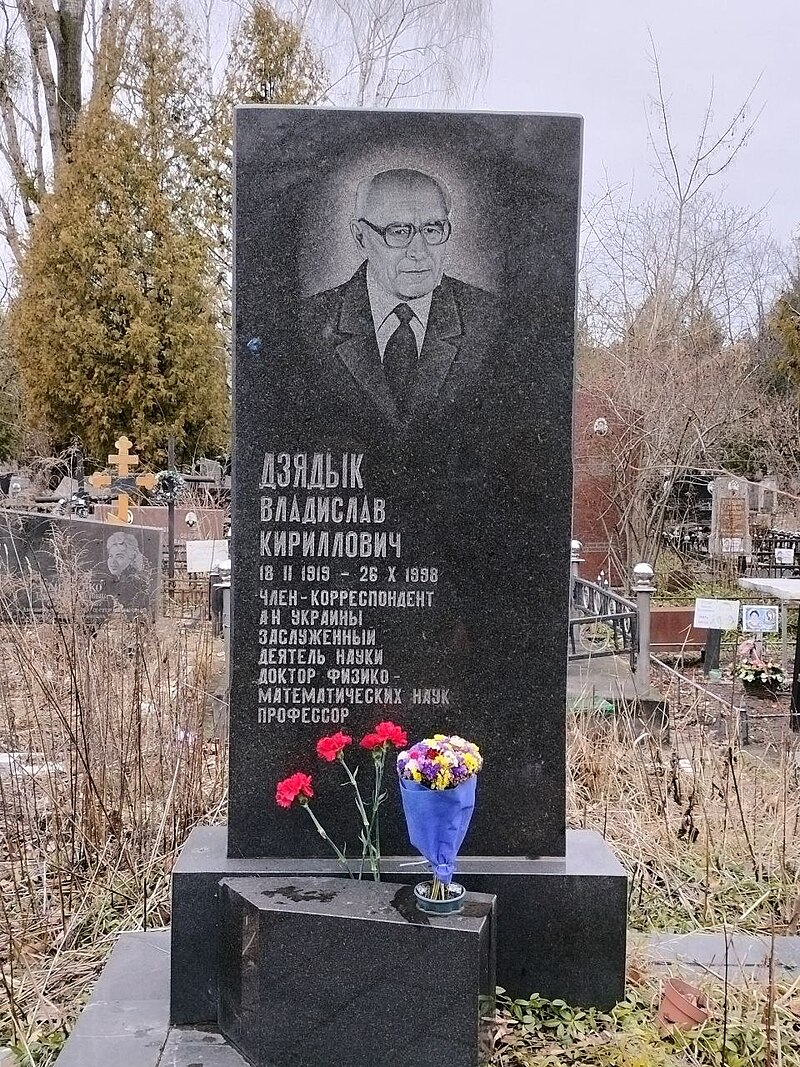 ДЗЯДЫК
ВЛАДИСЛАВ
КИРИЛЛОВИЧ
18 II 1919 – 26 X 1998
ЧЛЕН-КОРРЕСПОНДЕНТ
АН УКРАИНЫ
ЗАСЛУЖЕННЫЙ
ДЕЯТЕЛЬ НАУКИ
ДОКТОР ФИЗИКО-
МАТЕМАТИЧЕСКИХ НАУК
ПРОФЕССОР